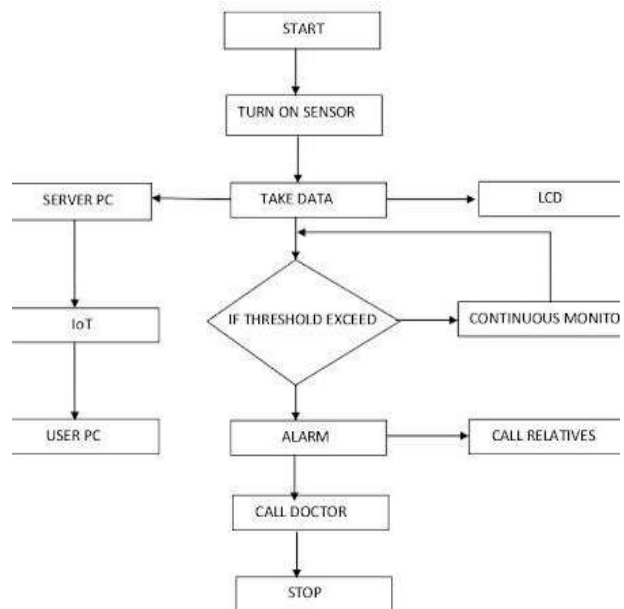 START
TURN ON SENSOR
SERVER PC
TAKE DATA
LCD
IF THRESHOLD EXCEED
CONTINUOUS MONITO
IoT
USER PC
ALARM
CALL RELATIVES
CALL DOCTOR
STOP